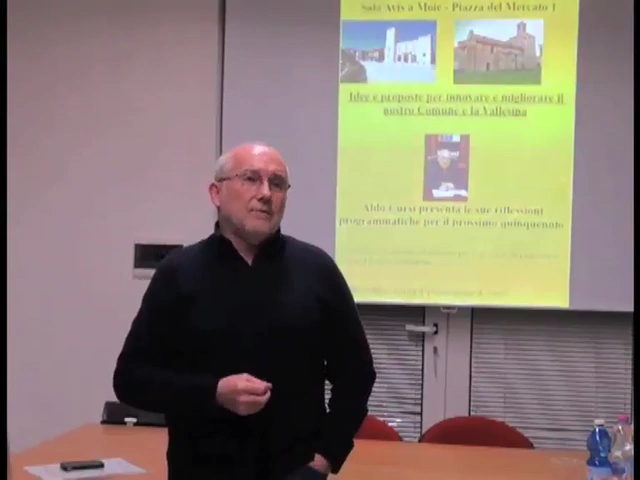 Sala Avis a Moie - Piazza del Mercato 1
Idee e proposte per innovare e migliorare il
nostro Comune e la Vallesina
Aldo Cursi presenta le sue riflessioni
programmatiche per il prossimo quinquennio